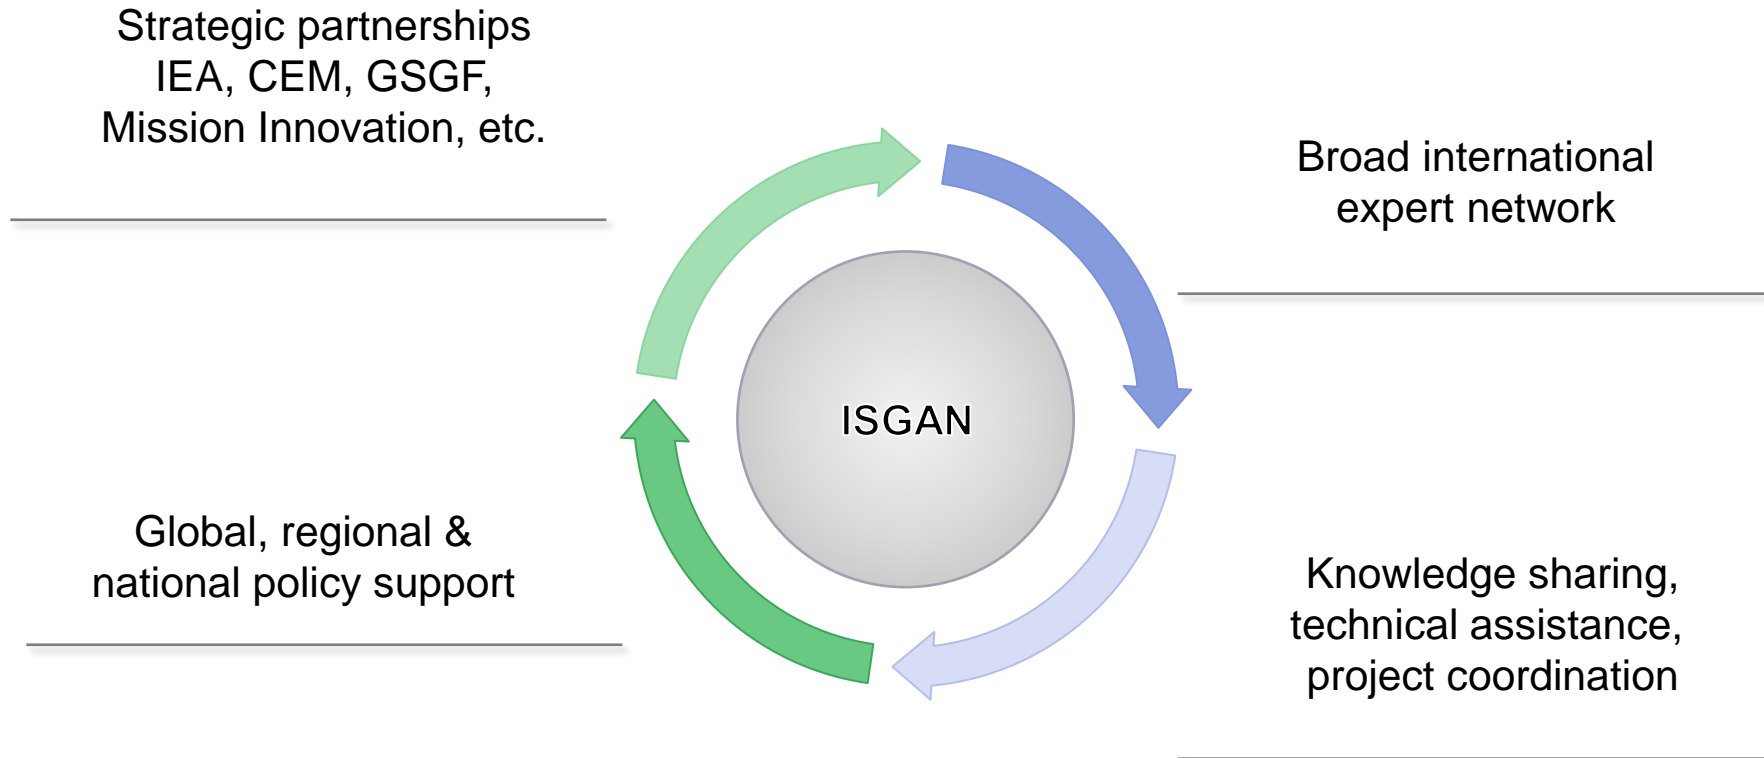 Strategic partnerships
IEA, CEM, GSGF,
Mission Innovation, etc.
Broad international
expert network
ISGAN
Global, regional &
national policy support
Knowledge sharing,
technical assistance,
project coordination